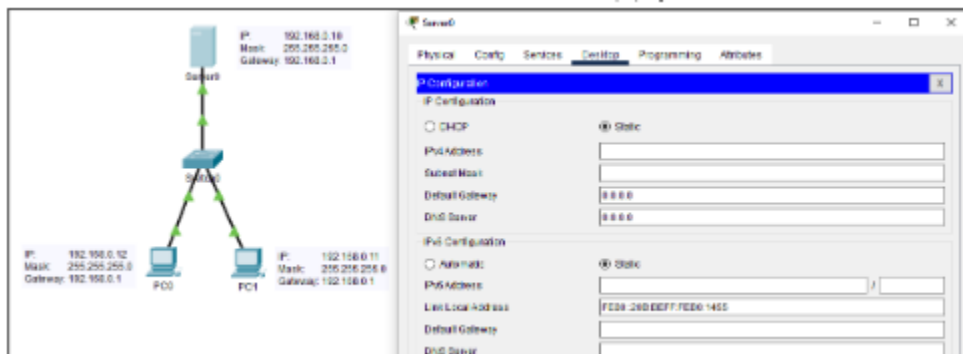 IP: 192.168.0.10
Mask: 255.255.255.0
Gateway: 192.168.0.1
Server0
Switch0
IP: 192.168.0.12
Mask: 255.255.255.0
Gateway: 192.168.0.1
PC0
IP: 192.168.0.11
Mask: 255.255.255.0
Gateway: 192.168.0.1
PC1
Server0
Physical Config Services Desktop Programming Attributes
IP Configuration X
IP Configuration
DHCP Static
IPv4 Address
Subnet Mask
Default Gateway 0.0.0.0
DNS Server 0.0.0.0
IPv6 Configuration
Automatic Static
IPv6 Address /
Link Local Address
Default Gateway
DNS Server